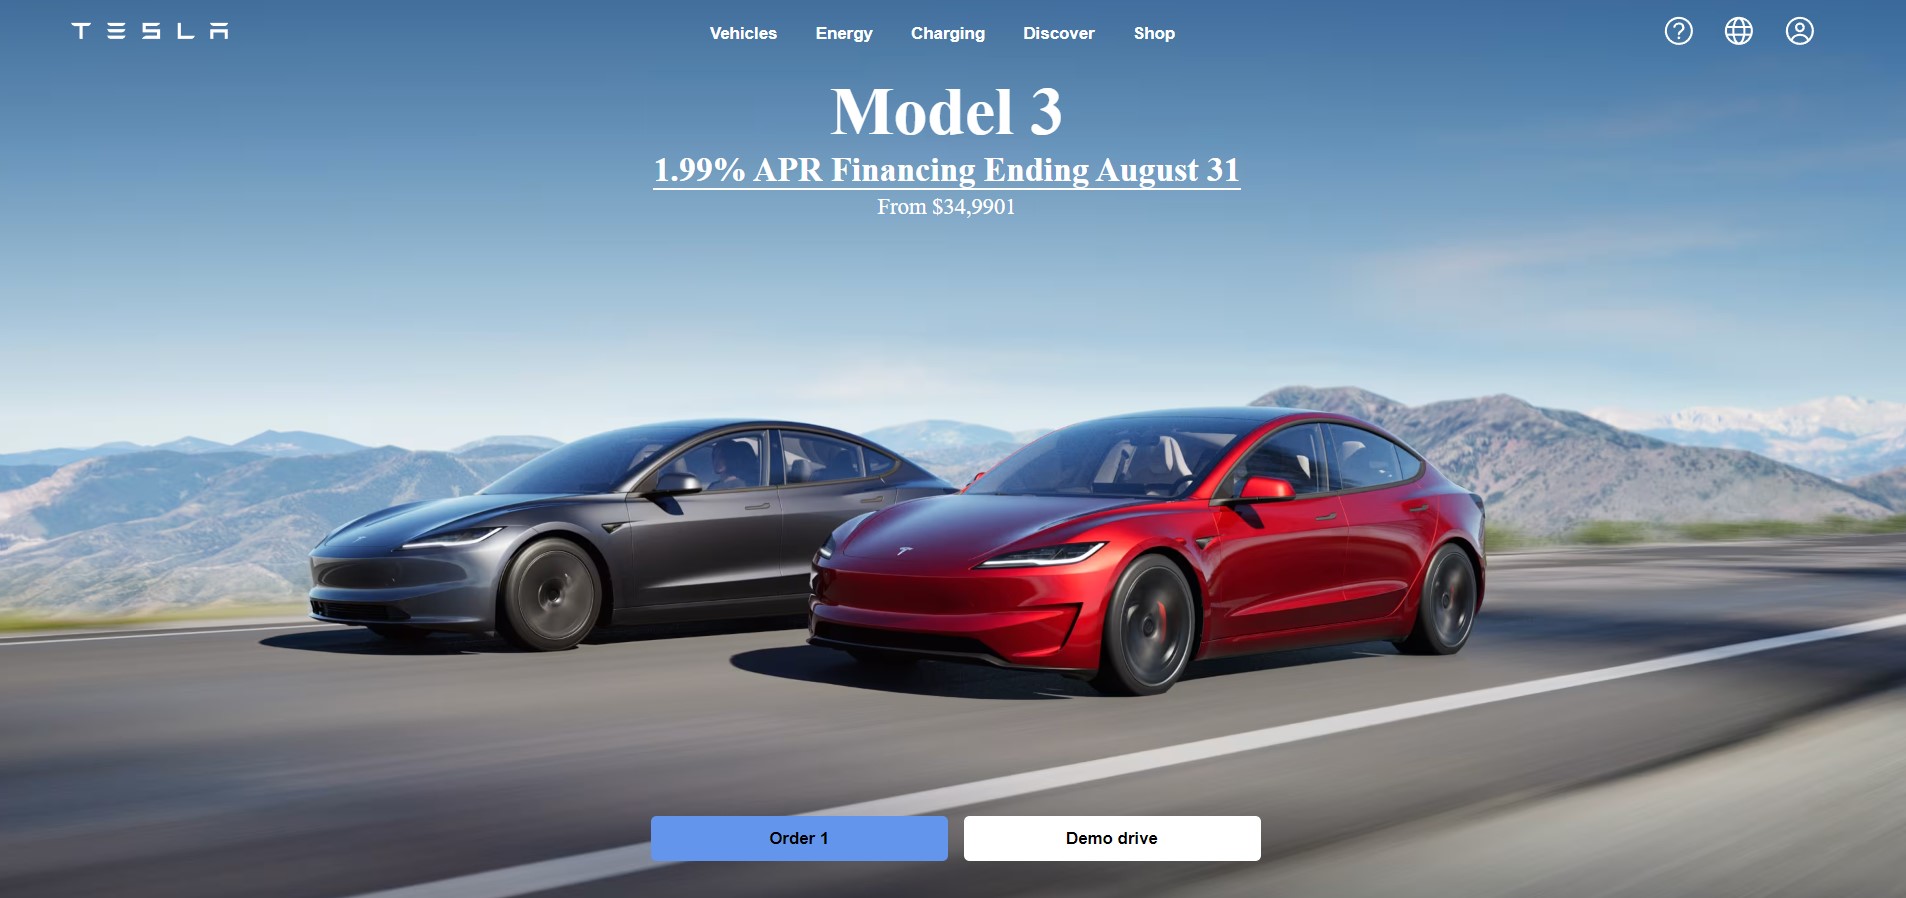 TESLA
Vehicles Energy Charging Discover Shop
Model 3
1.99% APR Financing Ending August 31
From $34,9901
Order 1 Demo drive